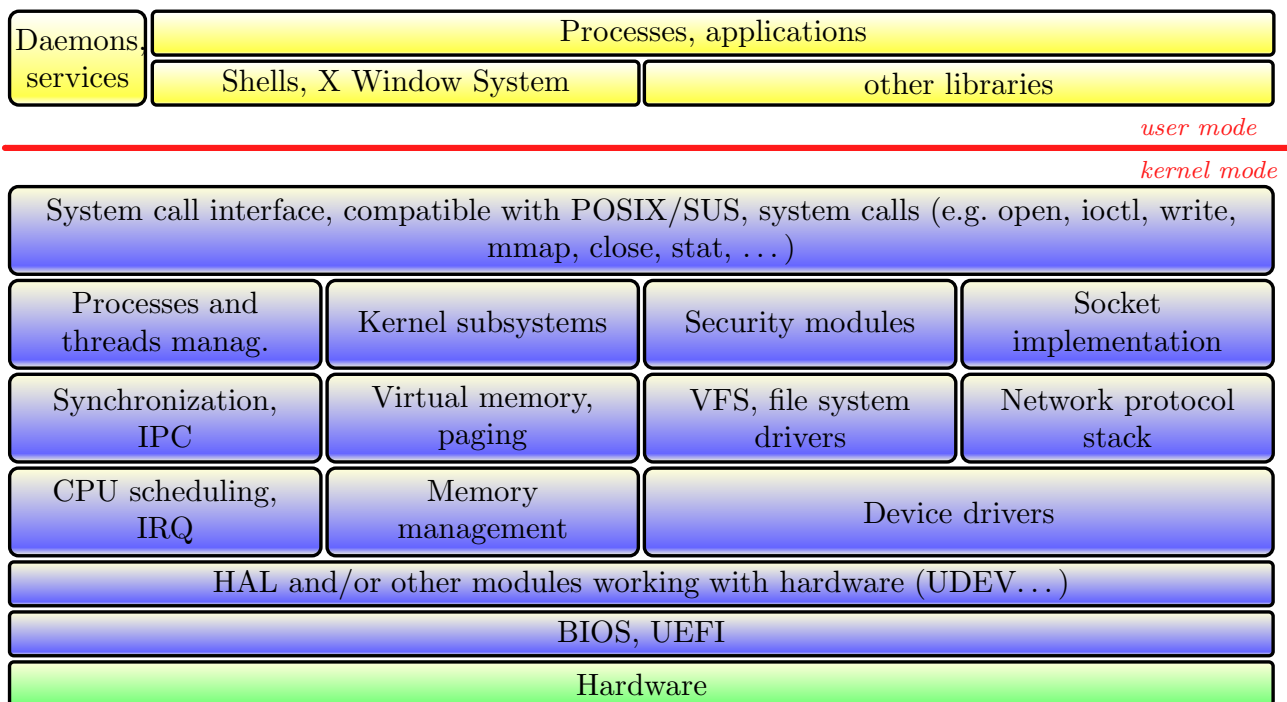 Daemons,
services
Processes, applications
Shells, X Window System
other libraries
user mode
kernel mode
System call interface, compatible with POSIX/SUS, system calls (e.g. open, ioctl, write,
mmap, close, stat, . . . )
Processes and
threads manag.
Kernel subsystems
Security modules
Socket
implementation
Synchronization,
IPC
Virtual memory,
paging
VFS, file system
drivers
Network protocol
stack
CPU scheduling,
IRQ
Memory
management
Device drivers
HAL and/or other modules working with hardware (UDEV. . . )
BIOS, UEFI
Hardware